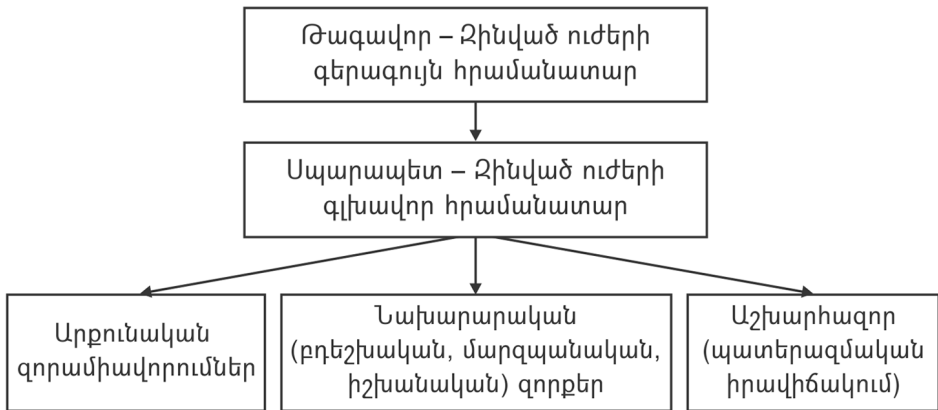 Թագավոր – Զինված ուժերի
գերագույն հրամանատար
Սպարապետ – Զինված ուժերի
գլխավոր հրամանատար
Արքունական
զորամիավորումներ
Նախարարական
(բդեշխական, մարզպանական,
իշխանական) զորքեր
Աշխարհազոր
(պատերազմական
իրավիճակում)